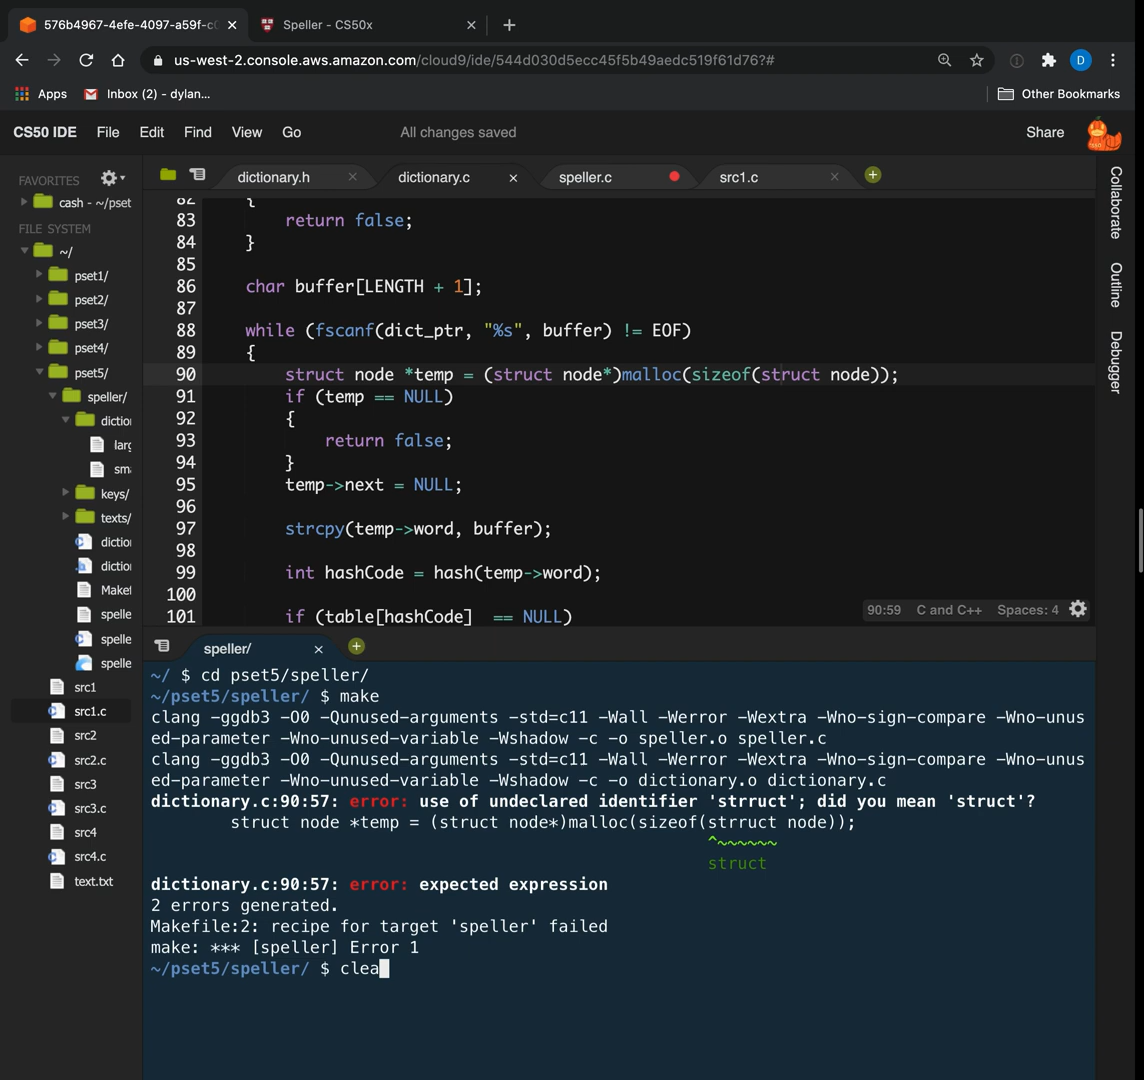 576b4967-4efe-4097-a59f-c0
Speller - CS50x
us-west-2.console.aws.amazon.com/cloud9/ide/544d030d5ecc45f5b49aedc519f61d76?#
D
Apps
Inbox (2) - dylan...
Other Bookmarks
CS50 IDE File Edit Find View Go All changes saved Share
FAVORITES
cash - ~/pset
FILE SYSTEM
~/
pset1/
pset2/
pset3/
pset4/
pset5/
speller/
diction
larg
sma
keys/
texts/
diction
diction
Makef
spelle
spelle
spelle
src1
src1.c
src2
src2.c
src3
src3.c
src4
src4.c
text.txt
dictionary.h
dictionary.c
speller.c
src1.c
82 {
83 return false;
84 }
85
86 char buffer[LENGTH + 1];
87
88 while (fscanf(dict_ptr, "%s", buffer) != EOF)
89 {
90 struct node *temp = (struct node*)malloc(sizeof(struct node));
91 if (temp == NULL)
92 {
93 return false;
94 }
95 temp->next = NULL;
96
97 strcpy(temp->word, buffer);
98
99 int hashCode = hash(temp->word);
100
101 if (table[hashCode]  == NULL)
90:59 C and C++ Spaces: 4
Collaborate
Outline
Debugger
speller/
~/ $ cd pset5/speller/
~/pset5/speller/ $ make
clang -ggdb3 -O0 -Qunused-arguments -std=c11 -Wall -Werror -Wextra -Wno-sign-compare -Wno-unus
ed-parameter -Wno-unused-variable -Wshadow -c -o speller.o speller.c
clang -ggdb3 -O0 -Qunused-arguments -std=c11 -Wall -Werror -Wextra -Wno-sign-compare -Wno-unus
ed-parameter -Wno-unused-variable -Wshadow -c -o dictionary.o dictionary.c
dictionary.c:90:57: error: use of undeclared identifier 'strruct'; did you mean 'struct'?
struct node *temp = (struct node*)malloc(sizeof(strruct node));
^~~~~~~
struct
dictionary.c:90:57: error: expected expression
2 errors generated.
Makefile:2: recipe for target 'speller' failed
make: *** [speller] Error 1
~/pset5/speller/ $ clea